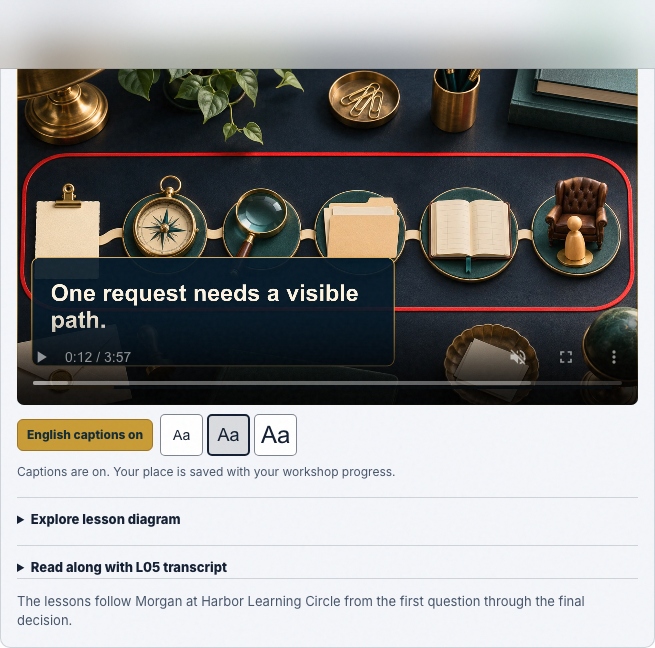 One request needs a visible
path.
0:12 / 3:57
English captions on
Aa
Aa
Aa
Captions are on. Your place is saved with your workshop progress.
Explore lesson diagram
Read along with L05 transcript
The lessons follow Morgan at Harbor Learning Circle from the first question through the final
decision.